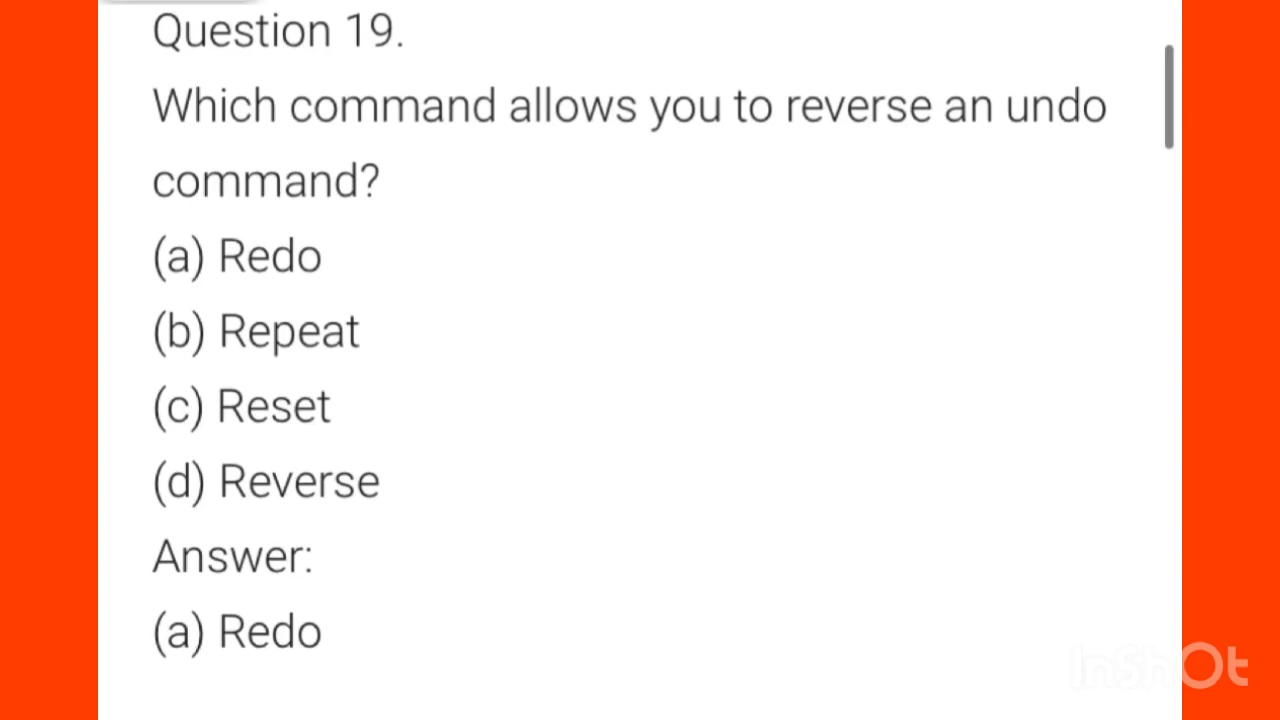 Question 19.
Which command allows you to reverse an undo
command?
(a) Redo
(b) Repeat
(c) Reset
(d) Reverse
Answer:
(a) Redo
InShOt